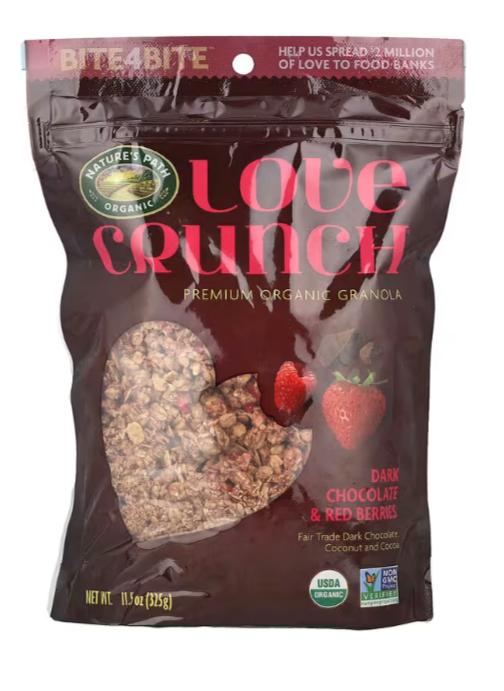 BITE4BITE™
HELP US SPREAD $2 MILLION
OF LOVE TO FOOD BANKS
NATURE'S PATH
ORGANIC
LOVE
CRUNCH
PREMIUM ORGANIC GRANOLA
DARK
CHOCOLATE
& RED BERRIES
Fair Trade Dark Chocolate,
Coconut and Cocoa
NET WT. 11.5 oz (325g)
USDA
ORGANIC
NON
GMO
Project
VERIFIED